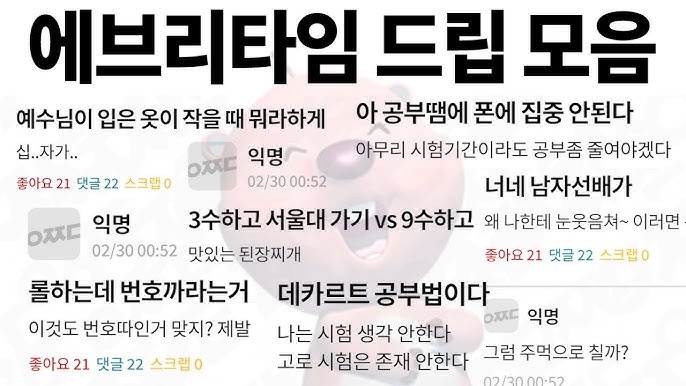 에브리타임 드립 모음
예수님이 입은 옷이 작을 때 뭐라하게
십..자가..
좋아요 21 댓글 22 스크랩 0
익명
02/30 00:52
아 공부땜에 폰에 집중 안된다
아무리 시험기간이라도 공부좀 줄여야겠다
너네 남자선배가
왜 나한테 눈웃음쳐~ 이러면
좋아요 21 댓글 22 스크랩 0
익명
02/30 00:52
3수하고 서울대 가기 vs 9수하고
맛있는 된장찌개
롤하는데 번호까라는거
이것도 번호따인거 맞지? 제발
좋아요 21 댓글 22 스크랩 0
데카르트 공부법이다
나는 시험 생각 안한다
고로 시험은 존재 안한다
익명
그럼 주먹으로 칠까?
02/30 00:52